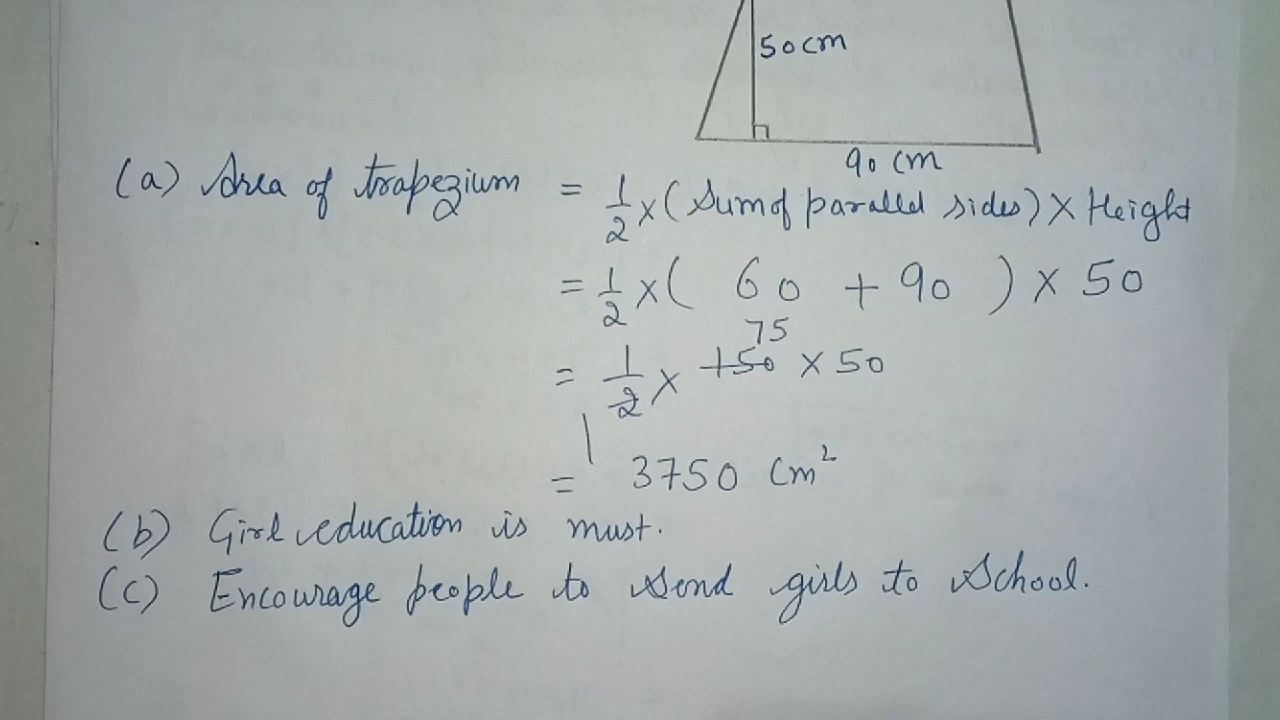 50cm
90 cm
(a) Area of trapezium = 1/2 × (Sum of parallel sides) × Height
= 1/2 × ( 60 + 90 ) × 50
75
= 1/2 × 150 × 50
1
= 3750 cm²
(b) Girl education is must.
(c) Encourage people to Send girls to School.